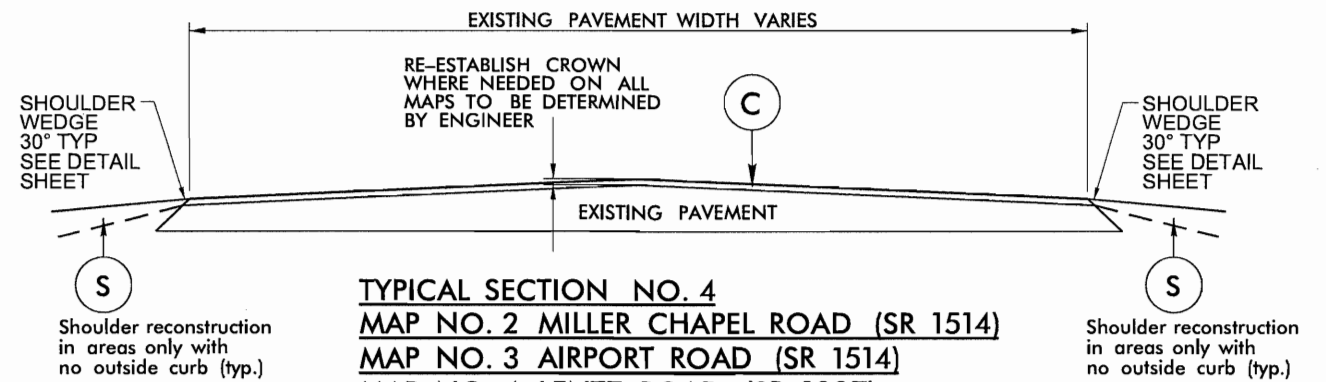 EXISTING PAVEMENT WIDTH VARIES
RE-ESTABLISH CROWN
WHERE NEEDED ON ALL
MAPS TO BE DETERMINED
BY ENGINEER
C
SHOULDER
WEDGE
30° TYP
SEE DETAIL
SHEET
SHOULDER
WEDGE
30° TYP
SEE DETAIL
SHEET
EXISTING PAVEMENT
S
Shoulder reconstruction
in areas only with
no outside curb (typ.)
S
Shoulder reconstruction
in areas only with
no outside curb (typ.)
TYPICAL SECTION NO. 4
MAP NO. 2 MILLER CHAPEL ROAD (SR 1514)
MAP NO. 3 AIRPORT ROAD (SR 1514)